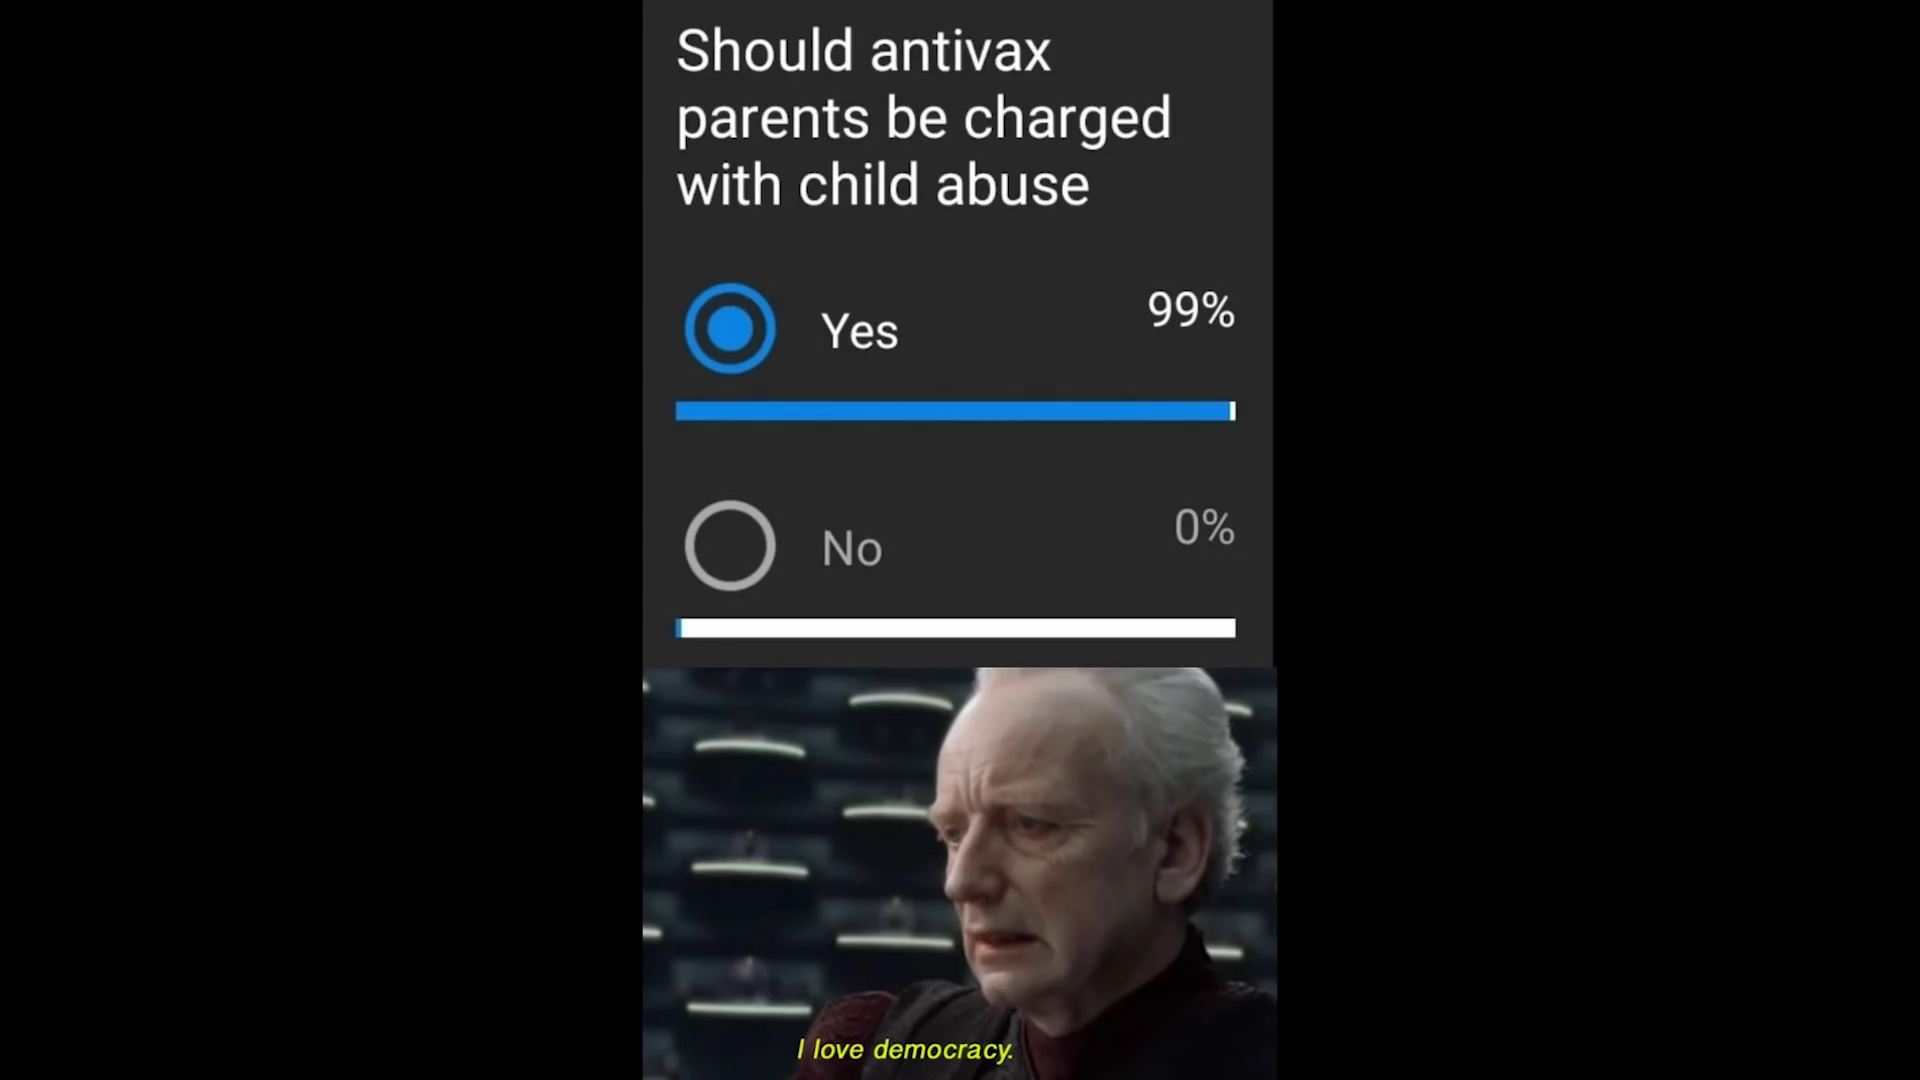 Should antivax
parents be charged
with child abuse
Yes 99%
No 0%
I love democracy.